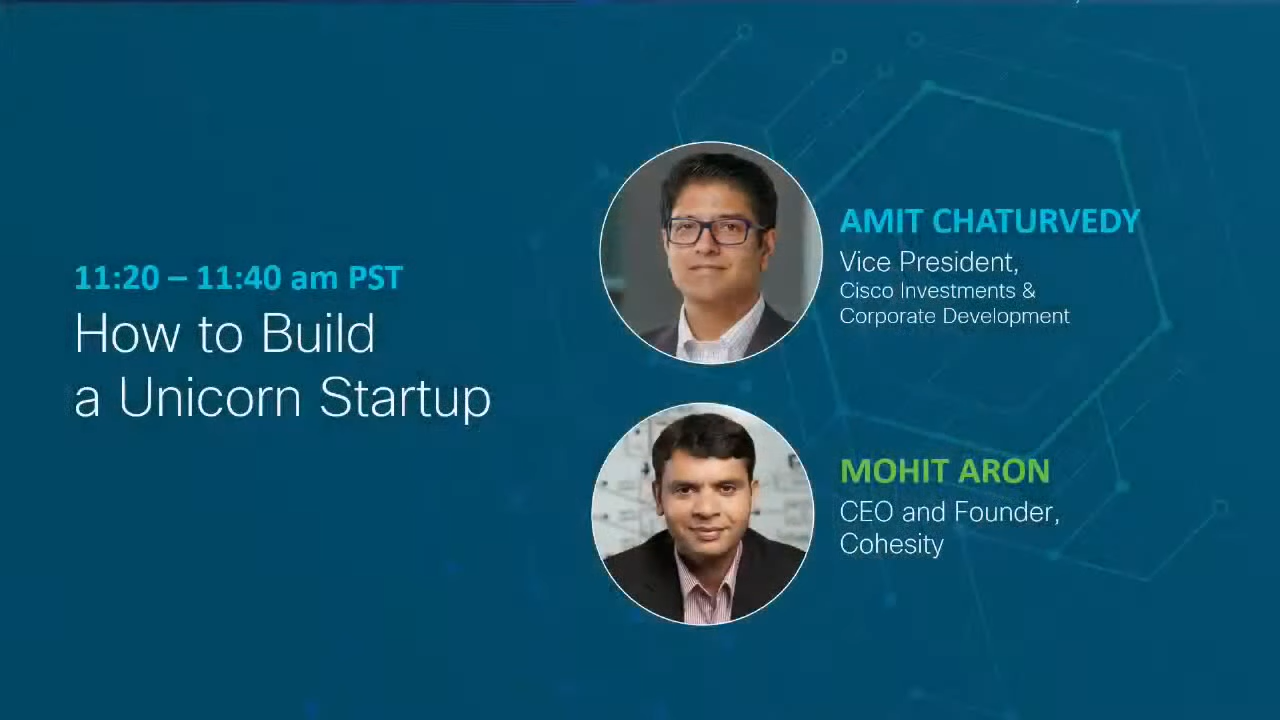 11:20 – 11:40 am PST
How to Build
a Unicorn Startup
AMIT CHATURVEDY
Vice President,
Cisco Investments &
Corporate Development
MOHIT ARON
CEO and Founder,
Cohesity